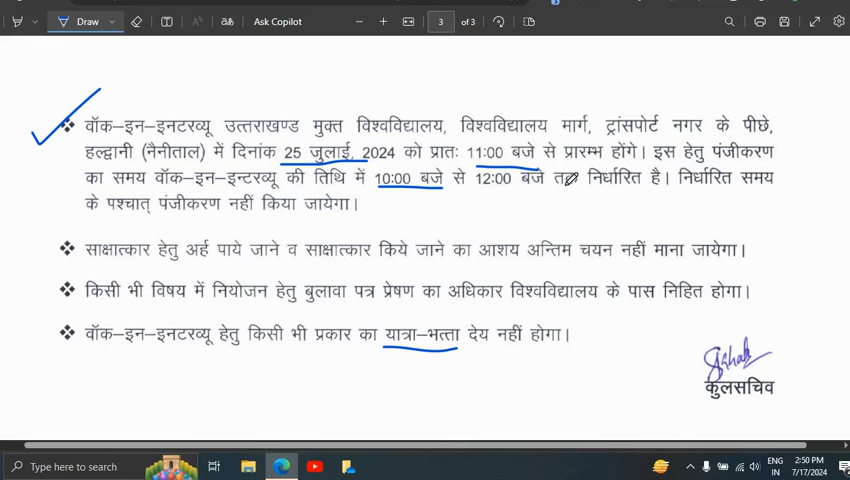 Draw
Ask Copilot
3
of 3
❖ वॉक–इन–इनटरव्यू उत्तराखण्ड मुक्त विश्वविद्यालय, विश्वविद्यालय मार्ग, ट्रांसपोर्ट नगर के पीछे,
हल्द्वानी (नैनीताल) में दिनांक 25 जुलाई, 2024 को प्रातः 11:00 बजे से प्रारम्भ होंगे। इस हेतु पंजीकरण
का समय वॉक–इन–इन्टरव्यू की तिथि में 10:00 बजे से 12:00 बजे निर्धारित है। निर्धारित समय
के पश्चात् पंजीकरण नहीं किया जायेगा।
❖ साक्षात्कार हेतु अर्ह पाये जाने व साक्षात्कार किये जाने का आशय अन्तिम चयन नहीं माना जायेगा।
❖ किसी भी विषय में नियोजन हेतु बुलावा पत्र प्रेषण का अधिकार विश्वविद्यालय के पास निहित होगा।
❖ वॉक–इन–इनटरव्यू हेतु किसी भी प्रकार का यात्रा–भत्ता देय नहीं होगा।
कुलसचिव
Type here to search
ENG
IN
2:50 PM
7/17/2024